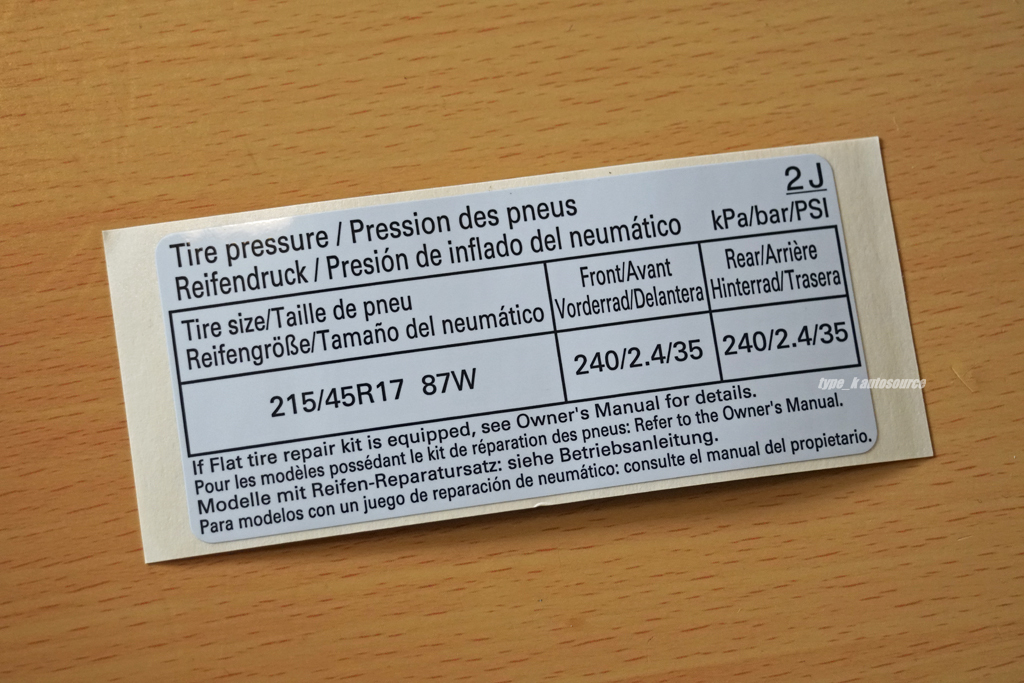 2J
Tire pressure / Pression des pneus
Reifendruck / Presión de inflado del neumático kPa/bar/PSI
Tire size/Taille de pneu
Reifengröße/Tamaño del neumático
Front/Avant
Vorderrad/Delantera
Rear/Arrière
Hinterrad/Trasera
215/45R17 87W
240/2.4/35
240/2.4/35
If Flat tire repair kit is equipped, see Owner's Manual for details.
Pour les modèles possédant le kit de réparation des pneus: Refer to the Owner's Manual.
Modelle mit Reifen-Reparatursatz: siehe Betriebsanleitung.
Para modelos con un juego de reparación de neumático: consulte el manual del propietario.
type_k autosource